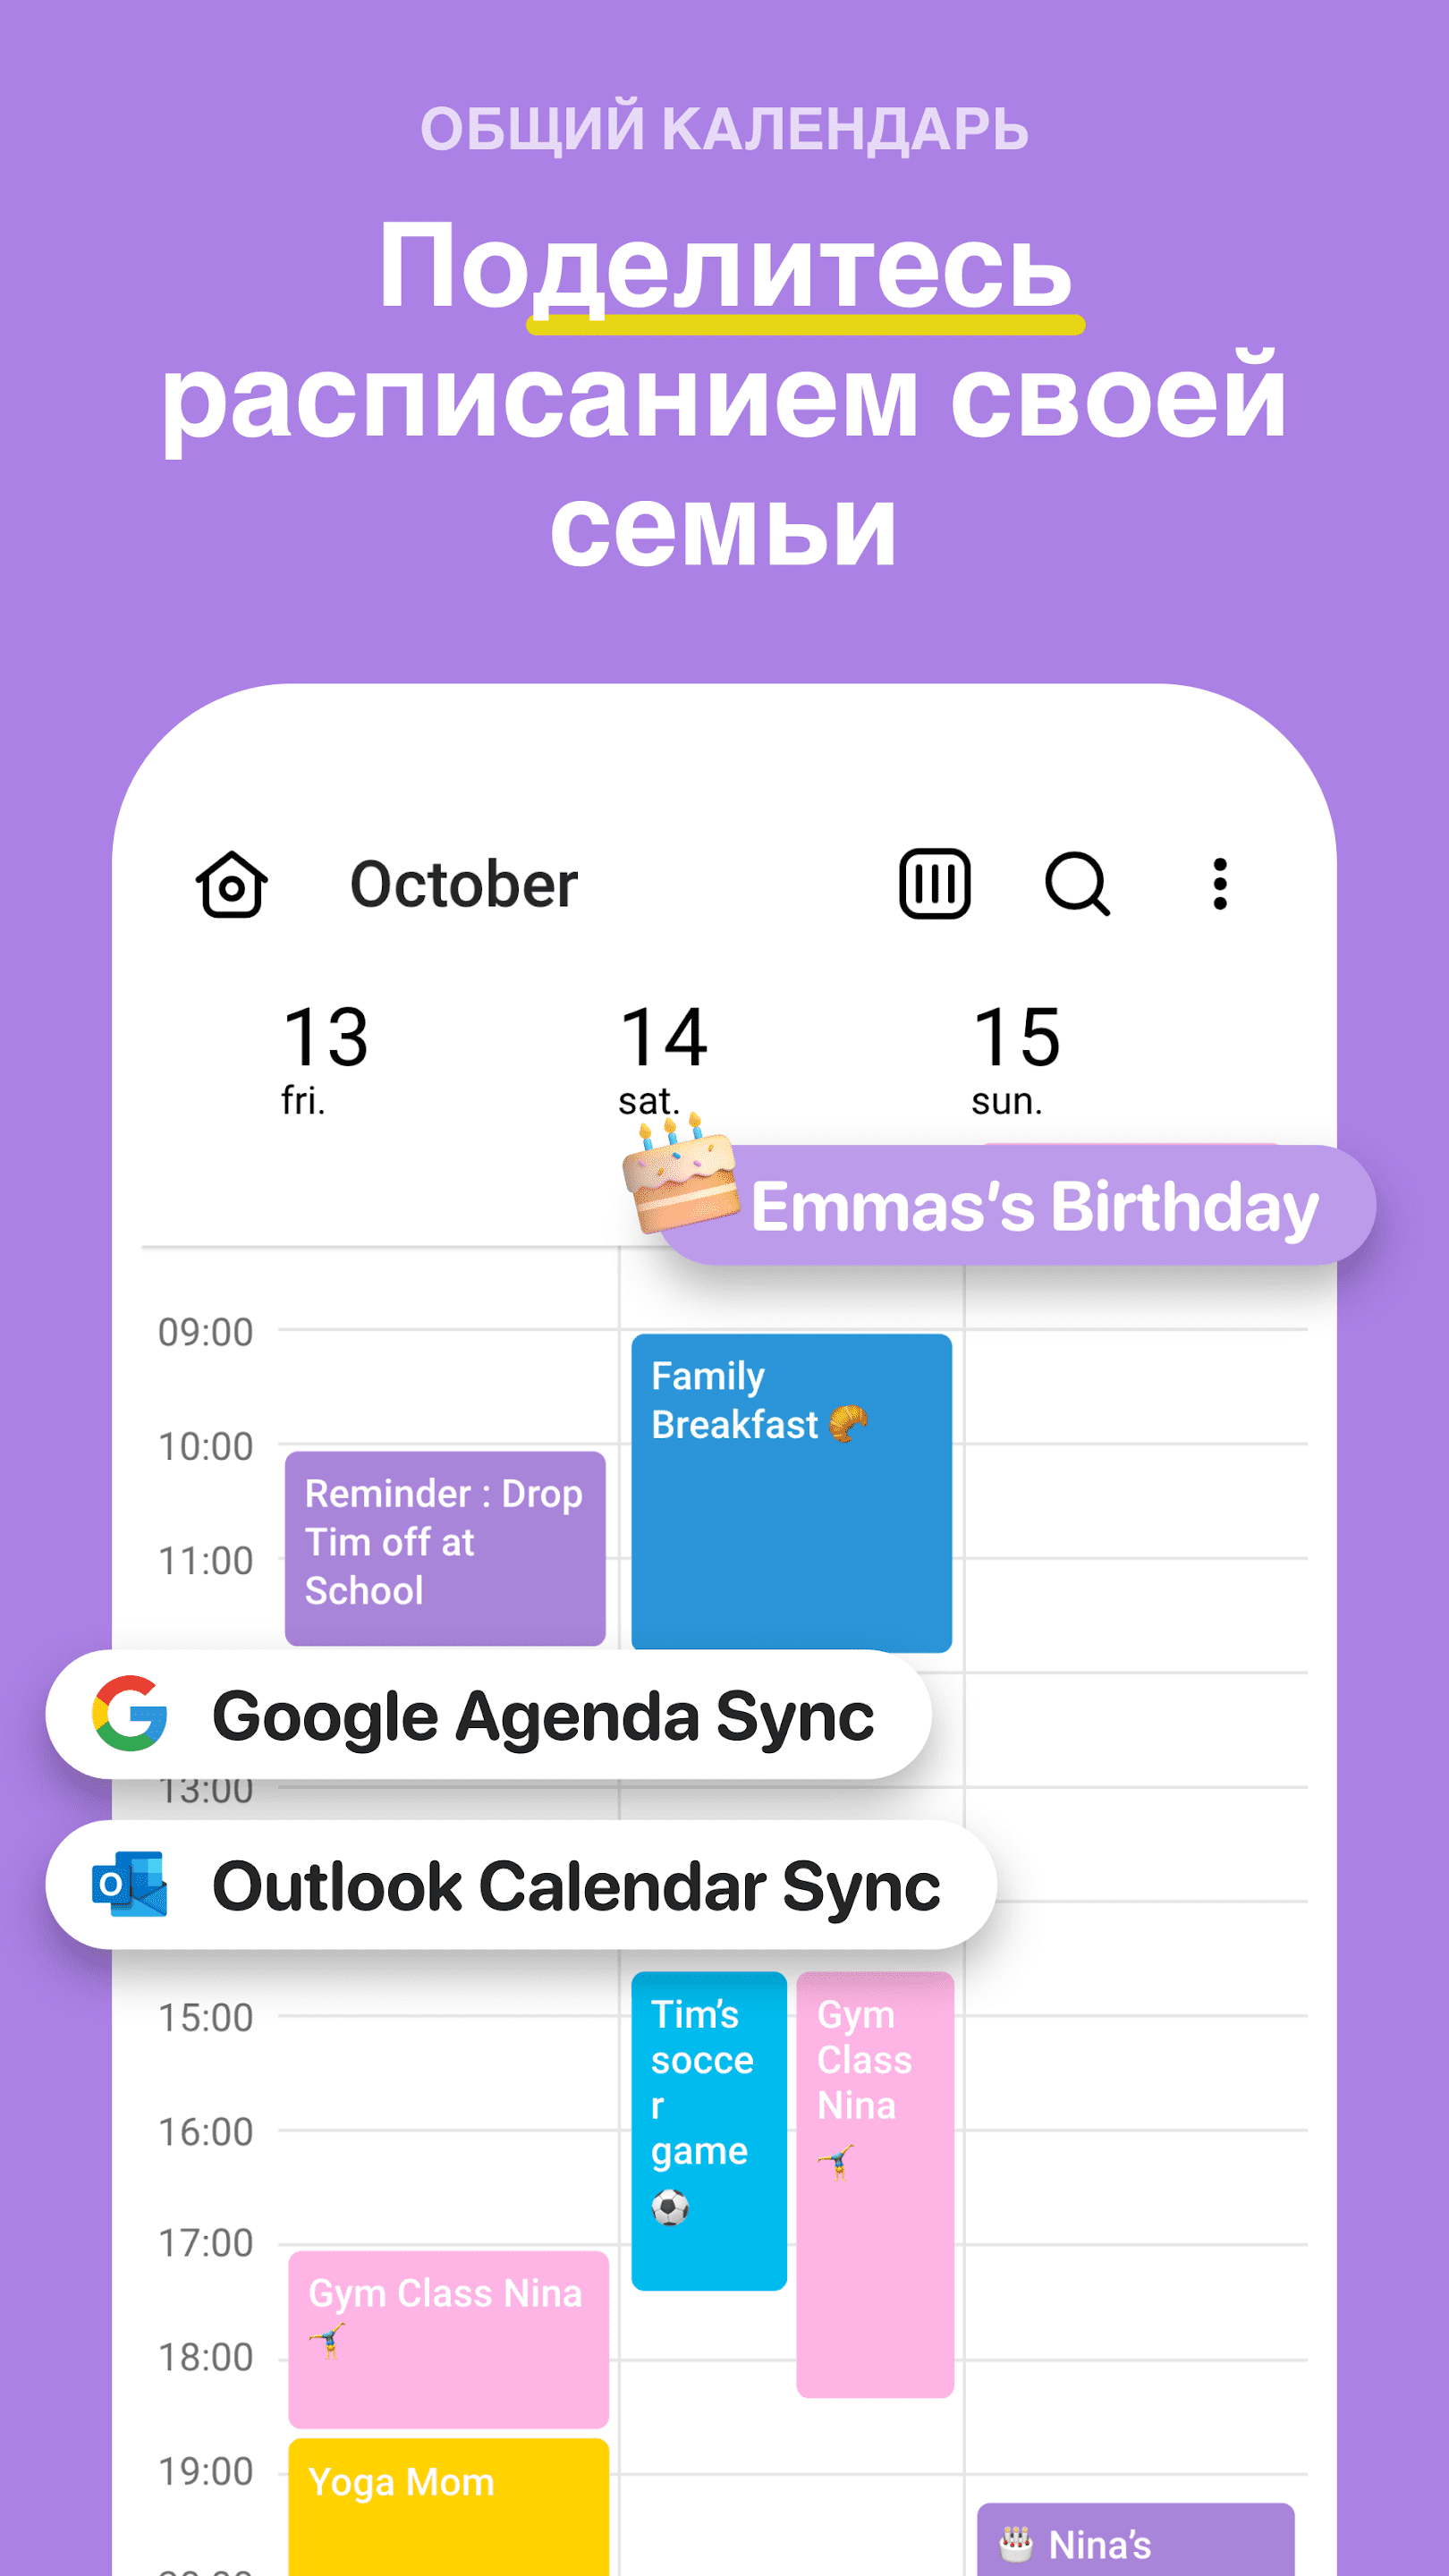 ОБЩИЙ КАЛЕНДАРЬ
Поделитесь
расписанием своей
семьи
October
13
fri.
14
sat.
15
sun.
Emmas's Birthday
09:00
Family
Breakfast
10:00
Reminder : Drop
Tim off at
School
11:00
Google Agenda Sync
13:00
Outlook Calendar Sync
15:00
Tim's
socce
r
game
Gym
Class
Nina
16:00
17:00
Gym Class Nina
18:00
19:00
Yoga Mom
Nina's